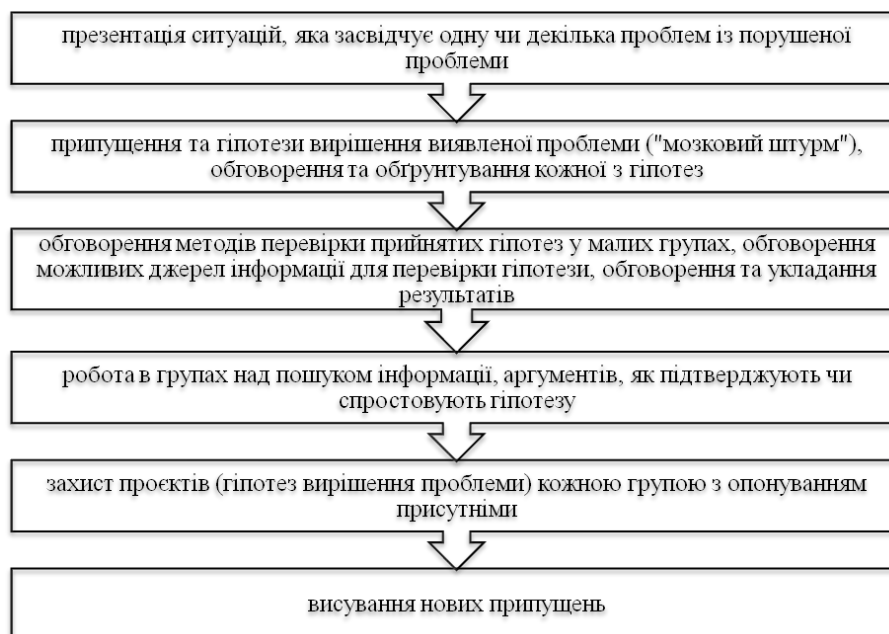 презентація ситуацій, яка засвідчує одну чи декілька проблем із порушеної
проблеми
припущення та гіпотези вирішення виявленої проблеми ("мозковий штурм"),
обговорення та обґрунтування кожної з гіпотез
обговорення методів перевірки прийнятих гіпотез у малих групах, обговорення
можливих джерел інформації для перевірки гіпотези, обговорення та укладання
результатів
робота в групах над пошуком інформації, аргументів, як підтверджують чи
спростовують гіпотезу
захист проєктів (гіпотез вирішення проблеми) кожною групою з опонуванням
присутніми
висування нових припущень